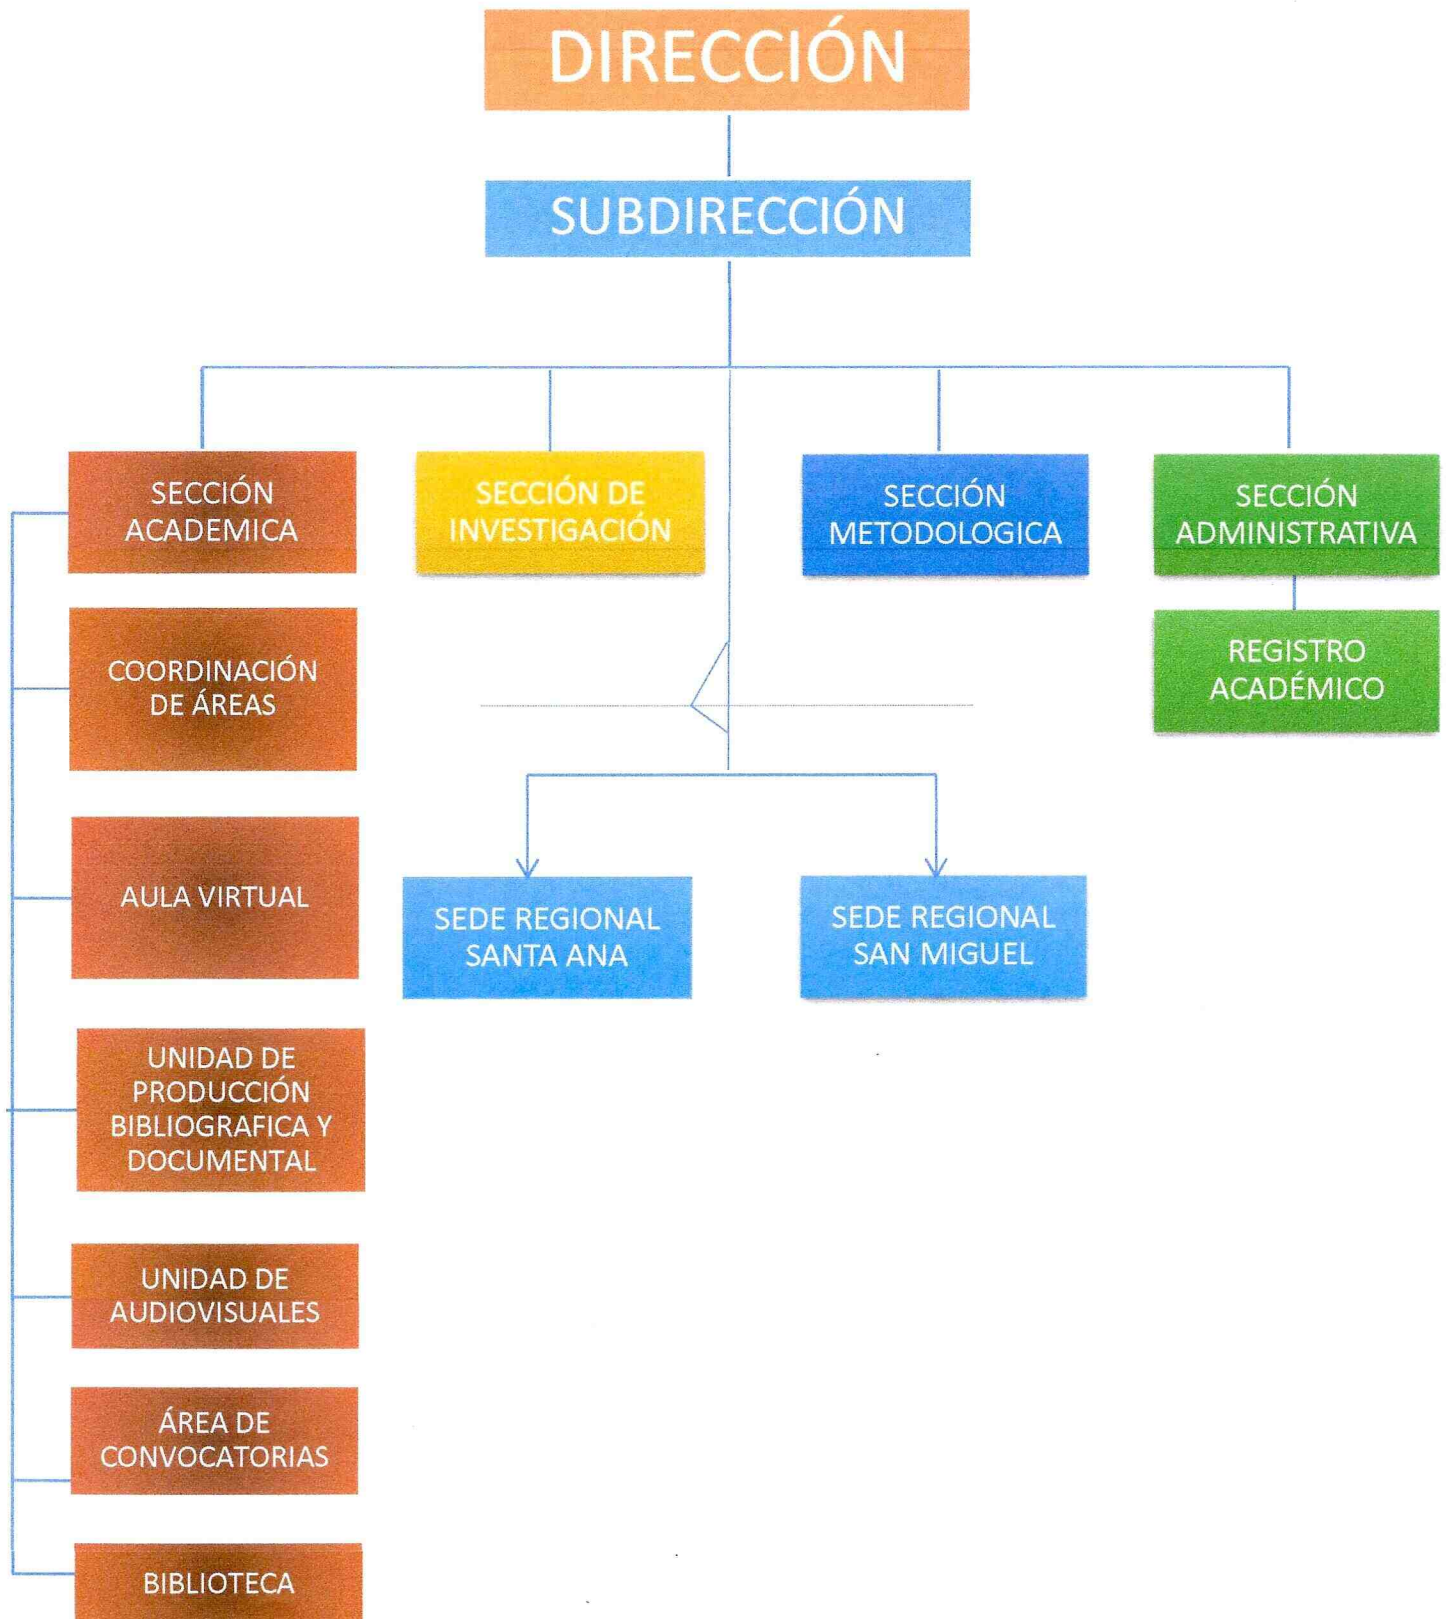 DIRECCIÓN
SUBDIRECCIÓN
SECCIÓN
ACADEMICA
SECCIÓN DE
INVESTIGACIÓN
SECCIÓN
METODOLOGICA
SECCIÓN
ADMINISTRATIVA
COORDINACIÓN
DE ÁREAS
REGISTRO
ACADÉMICO
AULA VIRTUAL
SEDE REGIONAL
SANTA ANA
SEDE REGIONAL
SAN MIGUEL
UNIDAD DE
PRODUCCIÓN
BIBLIOGRAFICA Y
DOCUMENTAL
UNIDAD DE
AUDIOVISUALES
ÁREA DE
CONVOCATORIAS
BIBLIOTECA